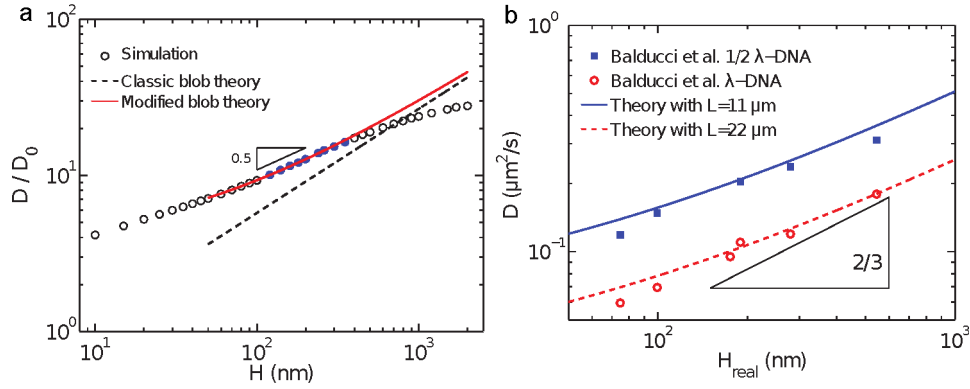 a
D / D₀
10²
10¹
10⁰
Simulation
Classic blob theory
Modified blob theory
0.5
10¹ 10² 10³
H (nm)
b
D (μm²/s)
10⁰
10⁻¹
Balducci et al. 1/2 λ−DNA
Balducci et al. λ−DNA
Theory with L=11 μm
Theory with L=22 μm
2/3
10² 10³
H_real (nm)